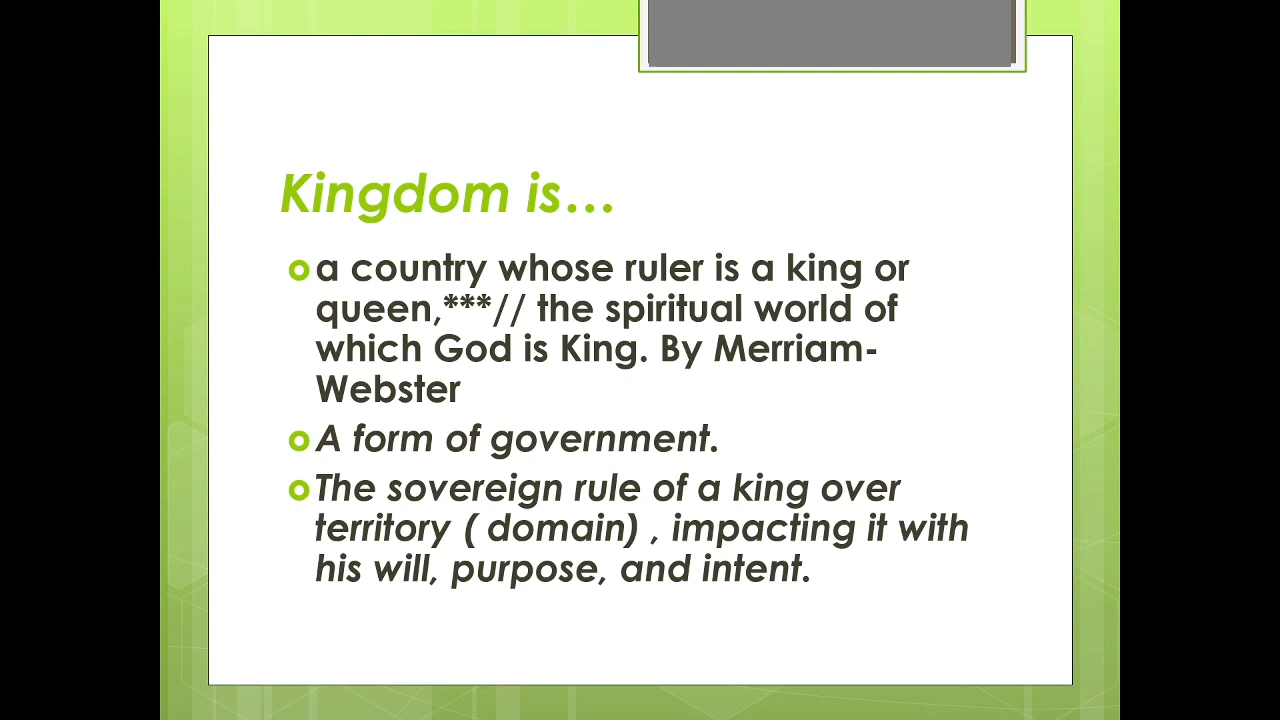 Kingdom is…
a country whose ruler is a king or
queen,***// the spiritual world of
which God is King. By Merriam-
Webster
A form of government.
The sovereign rule of a king over
territory ( domain) , impacting it with
his will, purpose, and intent.